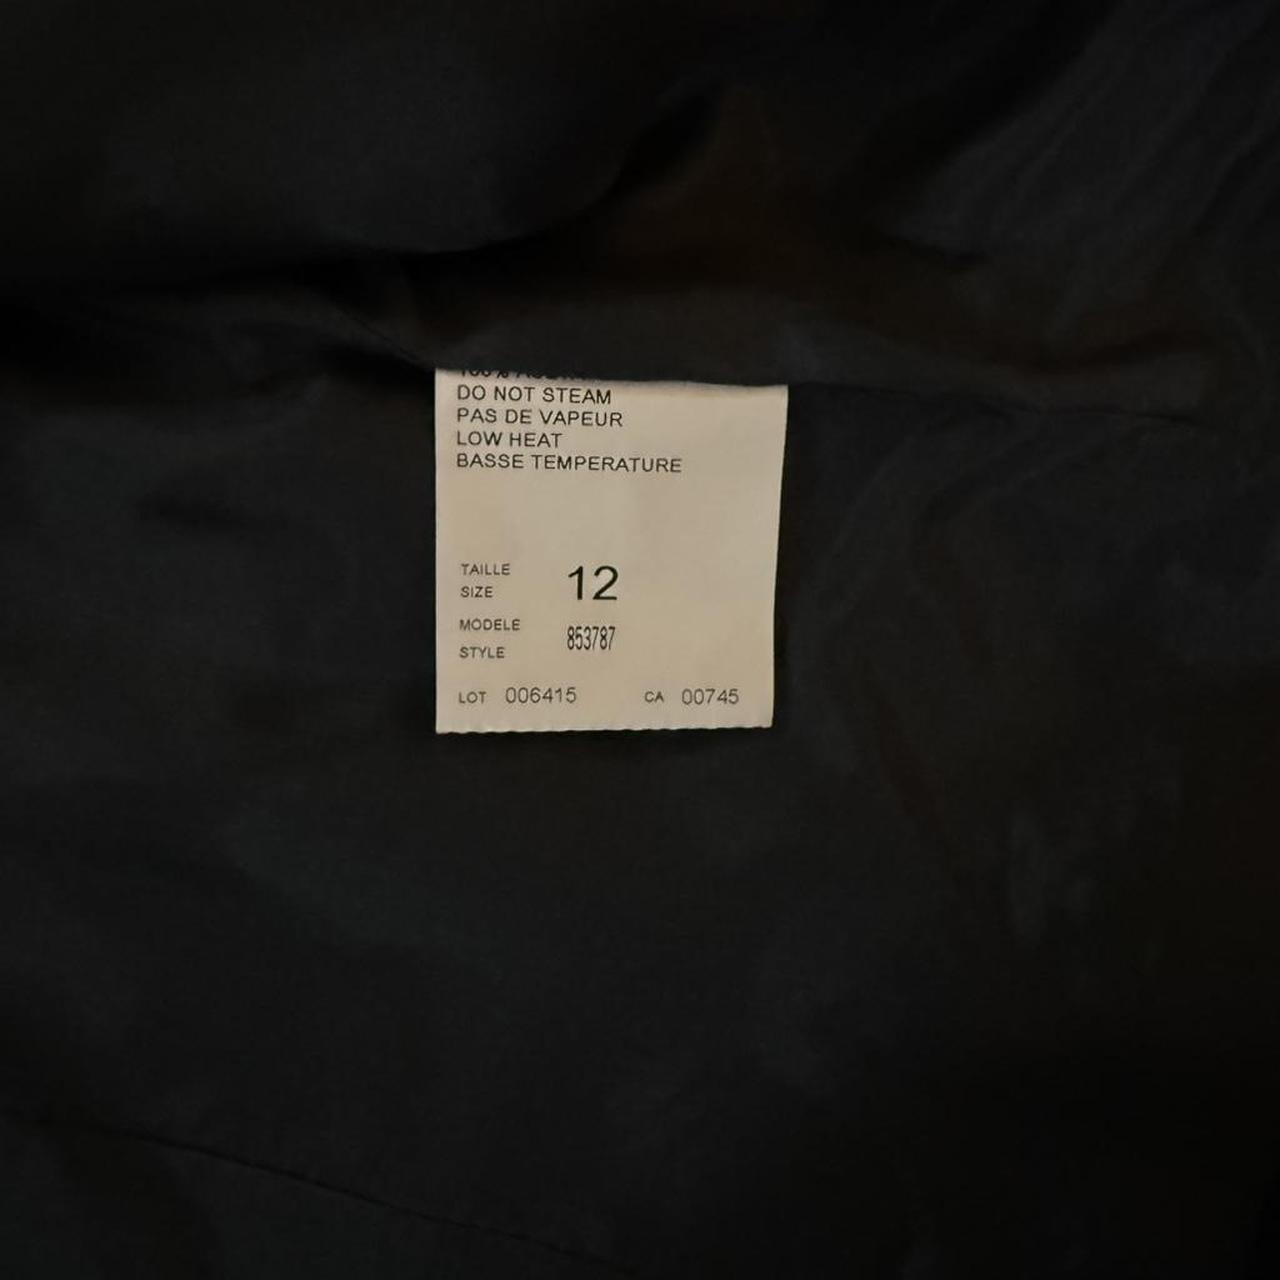 100%
DO NOT STEAM
PAS DE VAPEUR
LOW HEAT
BASSE TEMPERATURE
TAILLE
SIZE 12
MODELE
STYLE 853787
LOT 006415 CA 00745